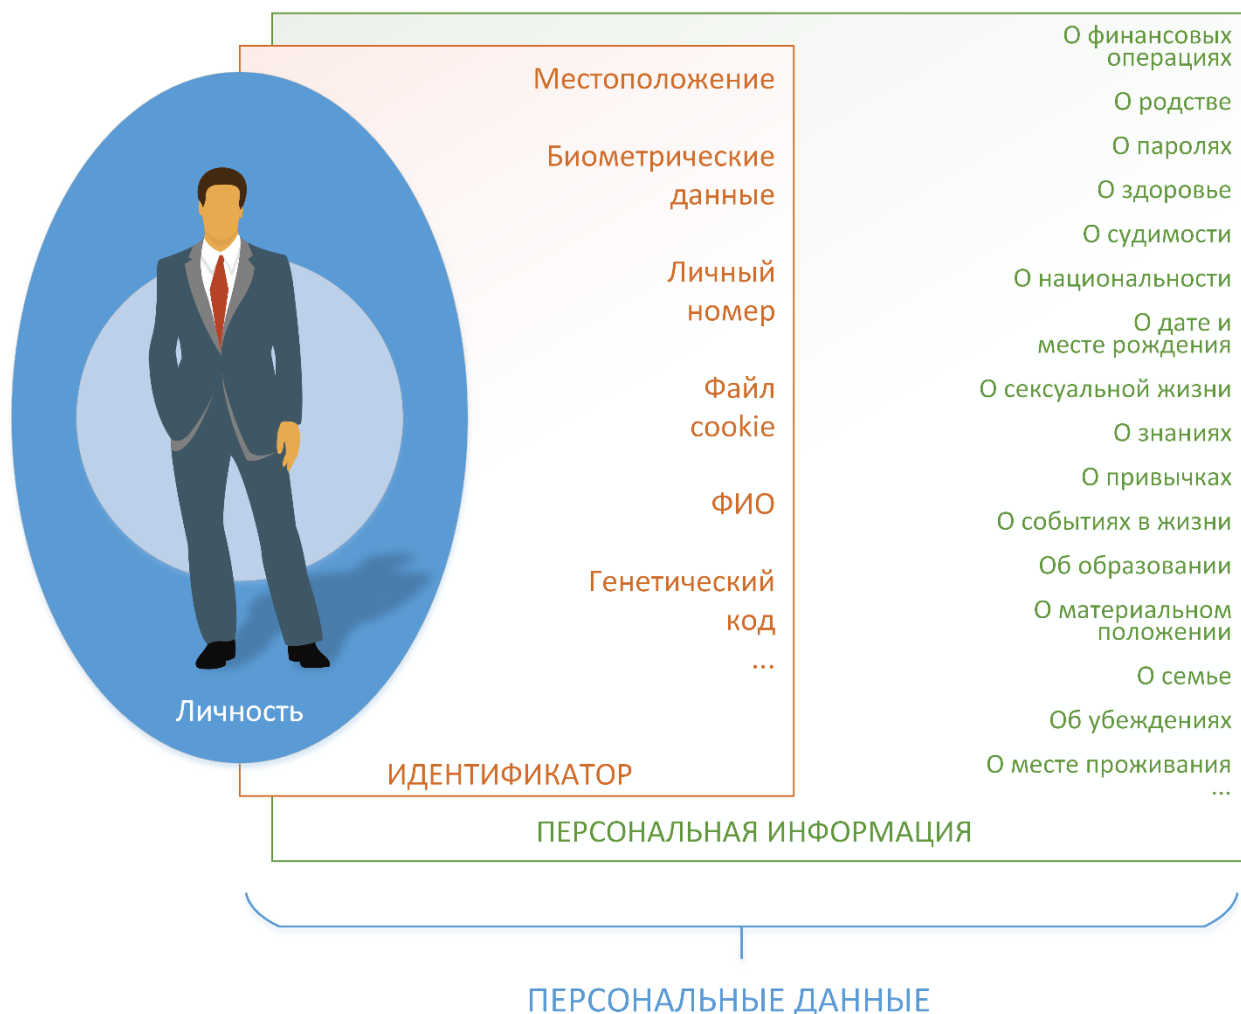 Местоположение
Биометрические
данные
Личный
номер
Файл
cookie
ФИО
Генетический
код
...
Личность
ИДЕНТИФИКАТОР
О финансовых
операциях
О родстве
О паролях
О здоровье
О судимости
О национальности
О дате и
месте рождения
О сексуальной жизни
О знаниях
О привычках
О событиях в жизни
Об образовании
О материальном
положении
О семье
Об убеждениях
О месте проживания
...
ПЕРСОНАЛЬНАЯ ИНФОРМАЦИЯ
ПЕРСОНАЛЬНЫЕ ДАННЫЕ